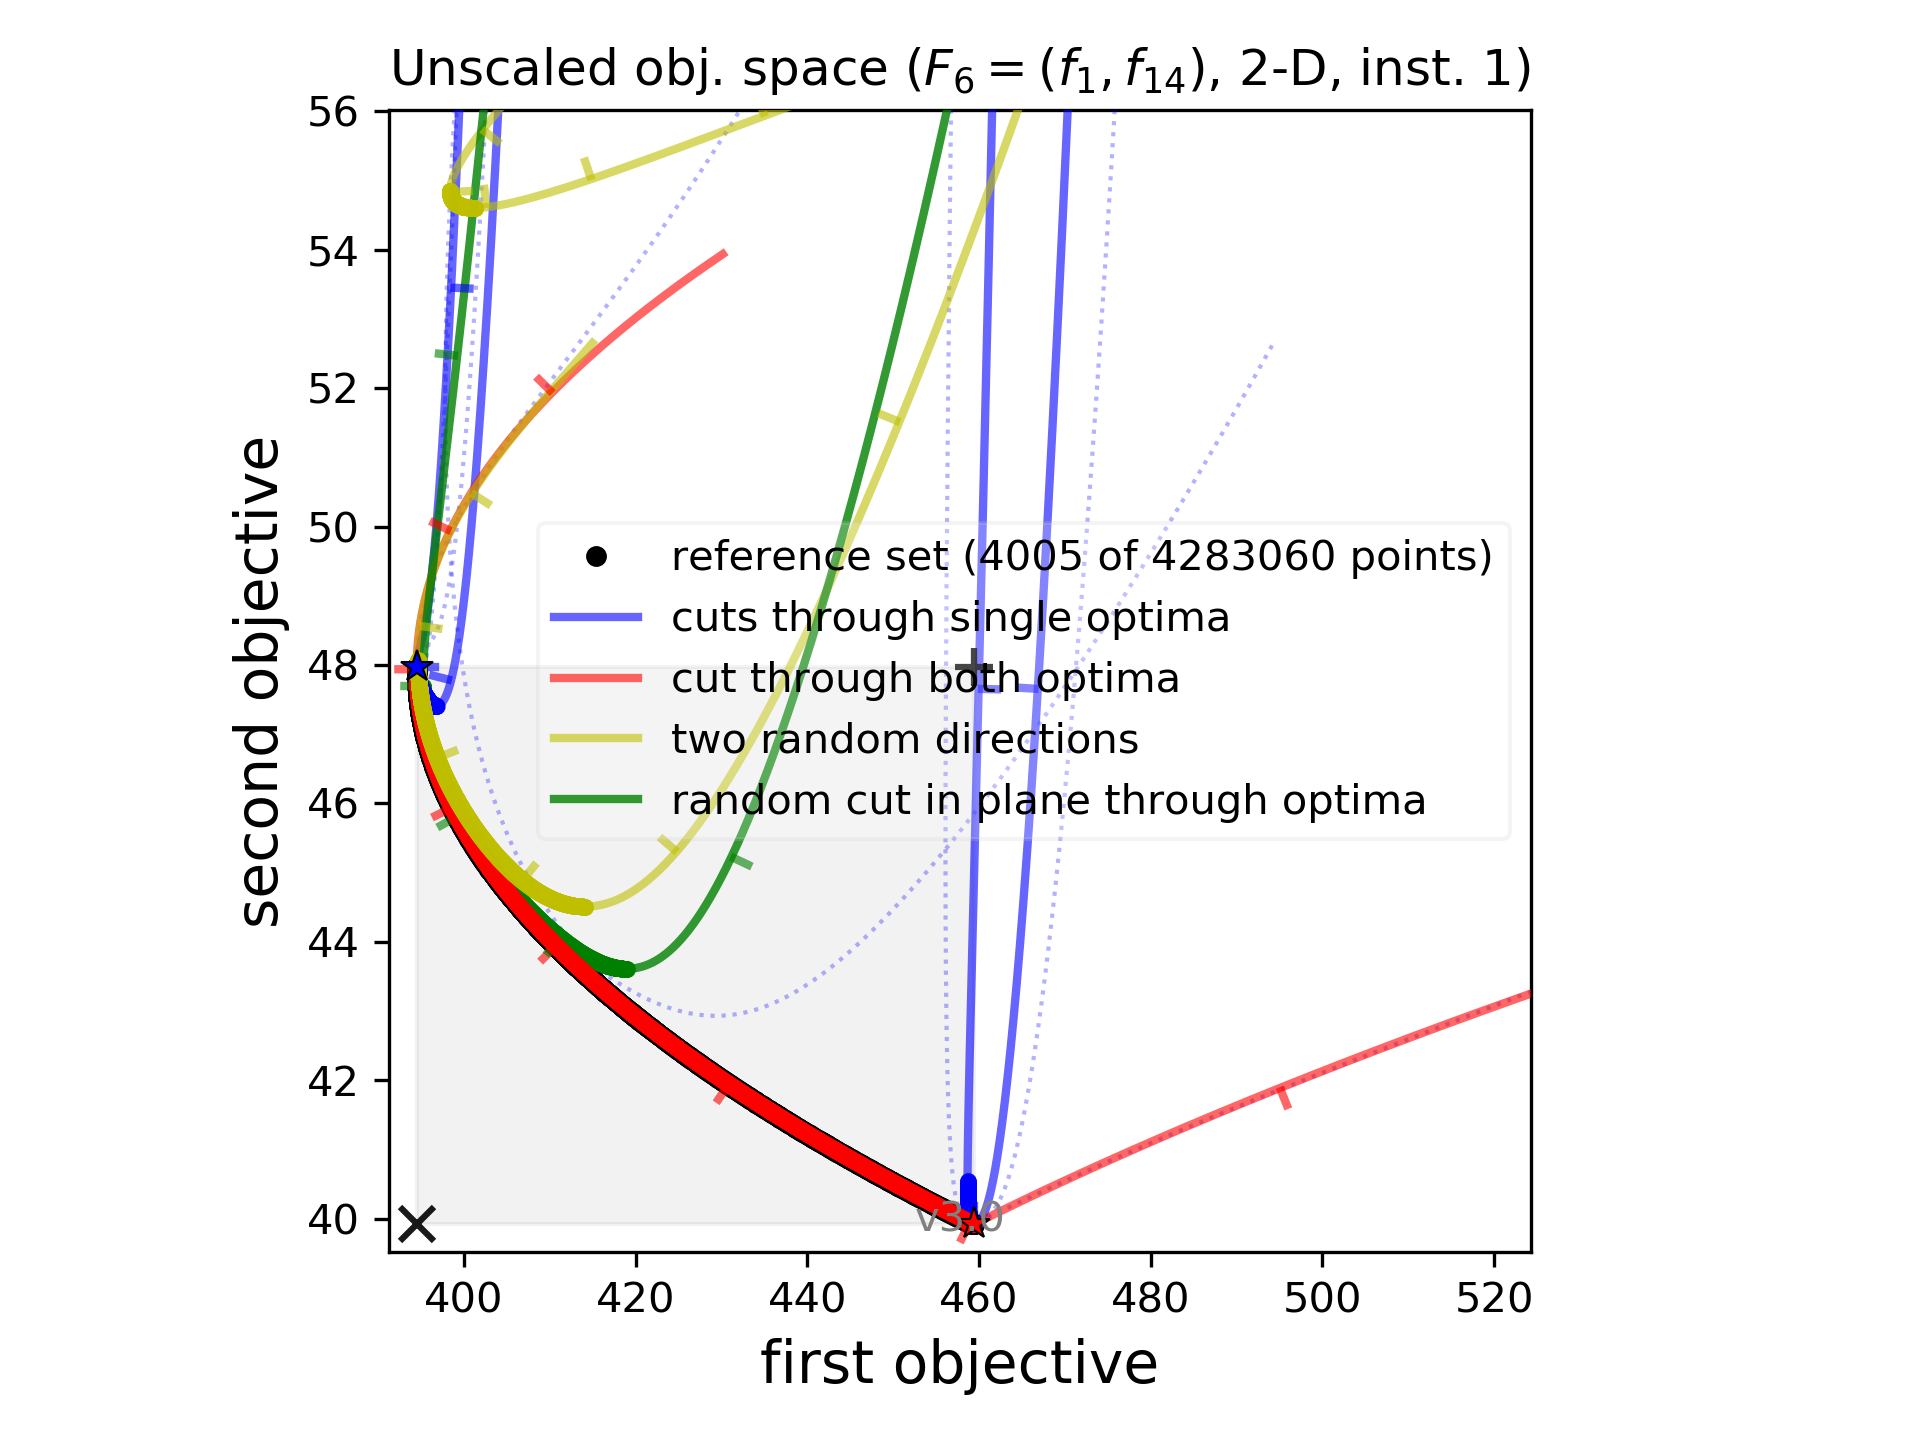 Unscaled obj. space (F₆ = (f₁, f₁₄), 2-D, inst. 1)
56
54
52
50
48
46
44
42
40
second objective
reference set (4005 of 4283060 points)
cuts through single optima
cut through both optima
two random directions
random cut in plane through optima
400 420 440 460 480 500 520
first objective